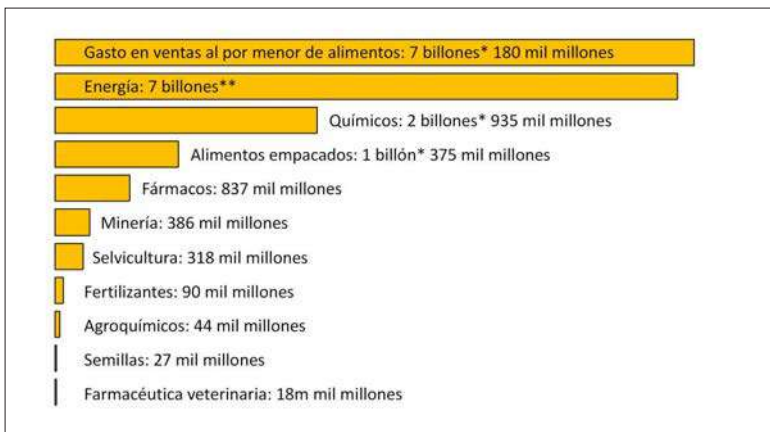 Gasto en ventas al por menor de alimentos: 7 billones* 180 mil millones
Energía: 7 billones**
Químicos: 2 billones* 935 mil millones
Alimentos empacados: 1 billón* 375 mil millones
Fármacos: 837 mil millones
Minería: 386 mil millones
Selvicultura: 318 mil millones
Fertilizantes: 90 mil millones
Agroquímicos: 44 mil millones
Semillas: 27 mil millones
Farmacéutica veterinaria: 18m mil millones